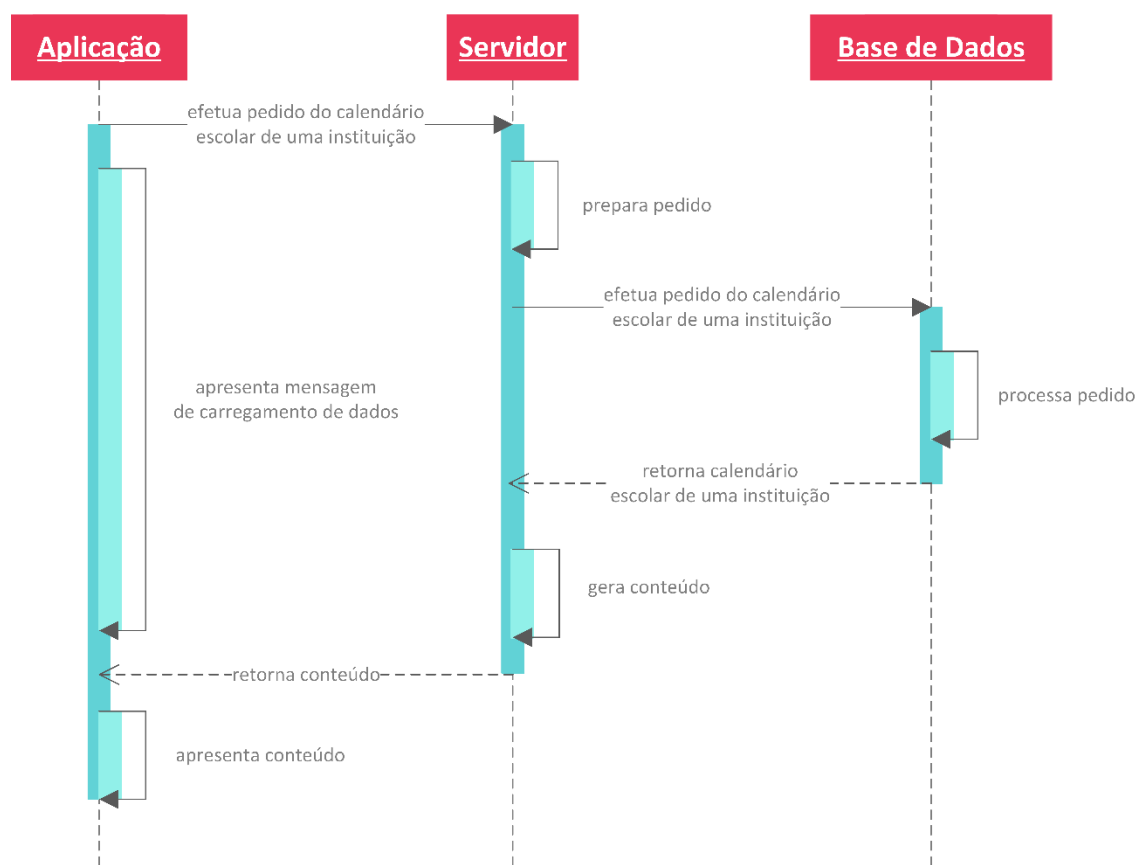 Aplicação
Servidor
Base de Dados
efetua pedido do calendário
escolar de uma instituição
prepara pedido
efetua pedido do calendário
escolar de uma instituição
apresenta mensagem
de carregamento de dados
processa pedido
retorna calendário
escolar de uma instituição
gera conteúdo
retorna conteúdo
apresenta conteúdo